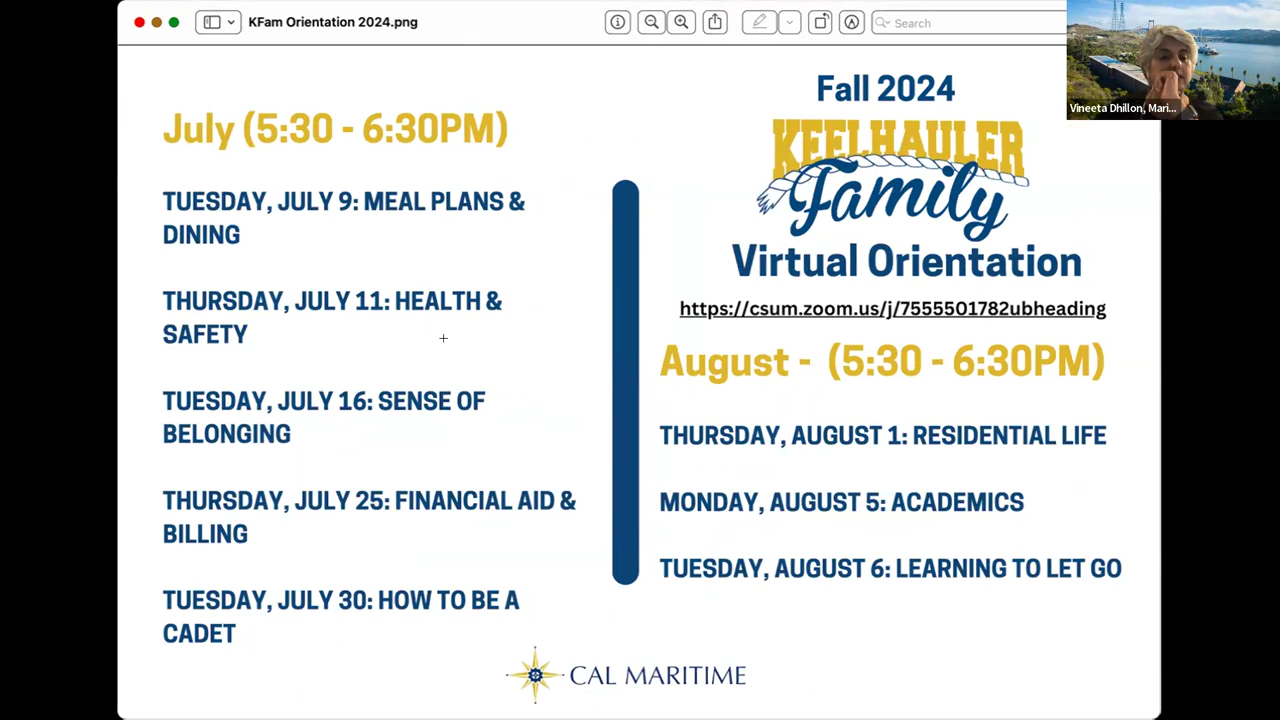 KFam Orientation 2024.png
Search
Vineeta Dhillon, Mari...
July (5:30 - 6:30PM)
TUESDAY, JULY 9: MEAL PLANS &
DINING
THURSDAY, JULY 11: HEALTH &
SAFETY
TUESDAY, JULY 16: SENSE OF
BELONGING
THURSDAY, JULY 25: FINANCIAL AID &
BILLING
TUESDAY, JULY 30: HOW TO BE A
CADET
Fall 2024
KEELHAULER
Family
Virtual Orientation
https://csum.zoom.us/j/7555501782ubheading
August - (5:30 - 6:30PM)
THURSDAY, AUGUST 1: RESIDENTIAL LIFE
MONDAY, AUGUST 5: ACADEMICS
TUESDAY, AUGUST 6: LEARNING TO LET GO
CAL MARITIME